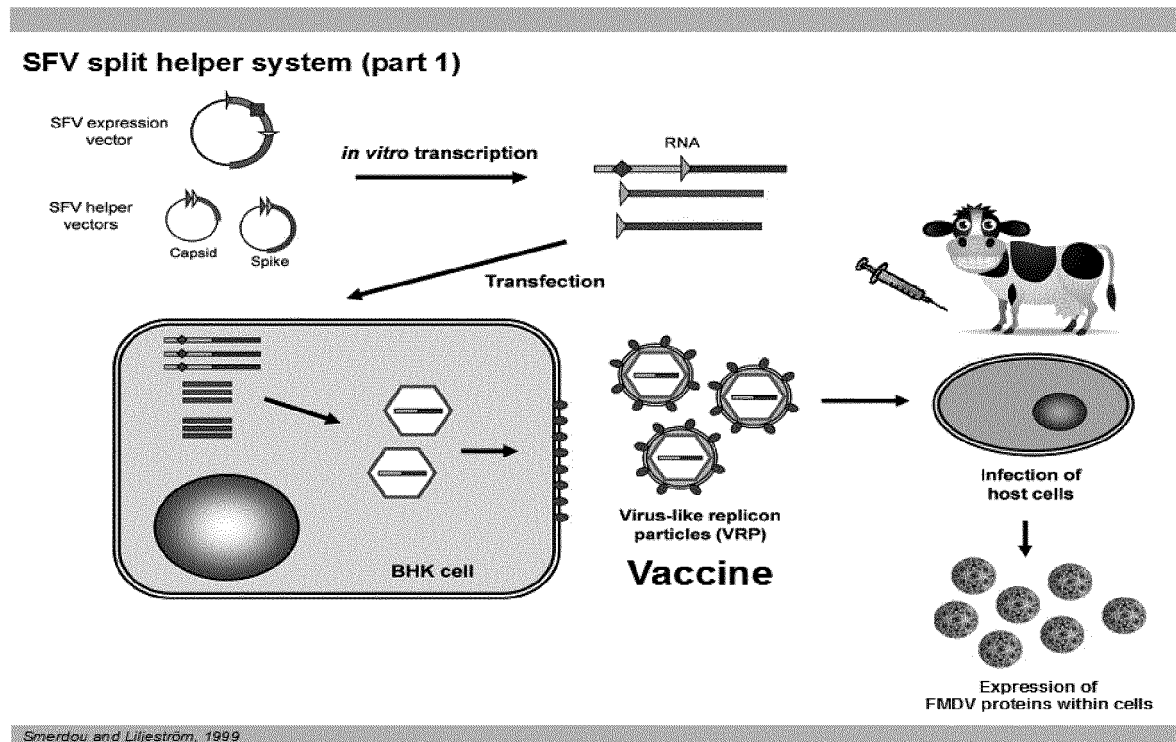 SFV split helper system (part 1)
SFV expression
vector
in vitro transcription
RNA
SFV helper
vectors
Capsid
Spike
Transfection
BHK cell
Virus-like replicon
particles (VRP)
Vaccine
Infection of
host cells
Expression of
FMDV proteins within cells
Smerdou and Liljeström, 1999